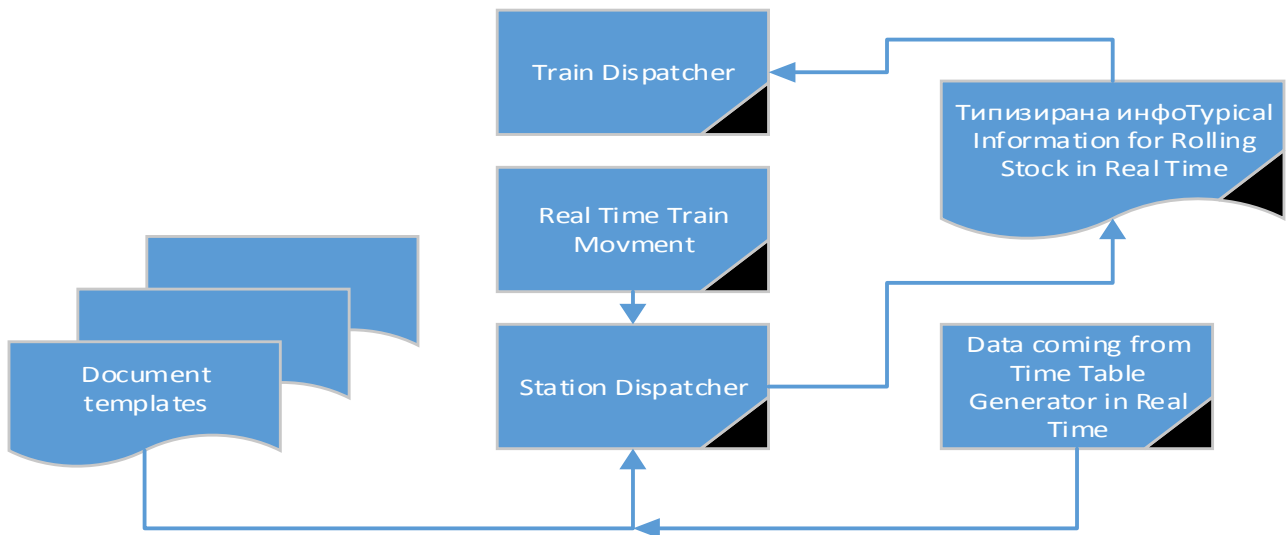 Train Dispatcher
Типизирана инфоTypical
Information for Rolling
Stock in Real Time
Real Time Train
Movment
Document
templates
Station Dispatcher
Data coming from
Time Table
Generator in Real
Time